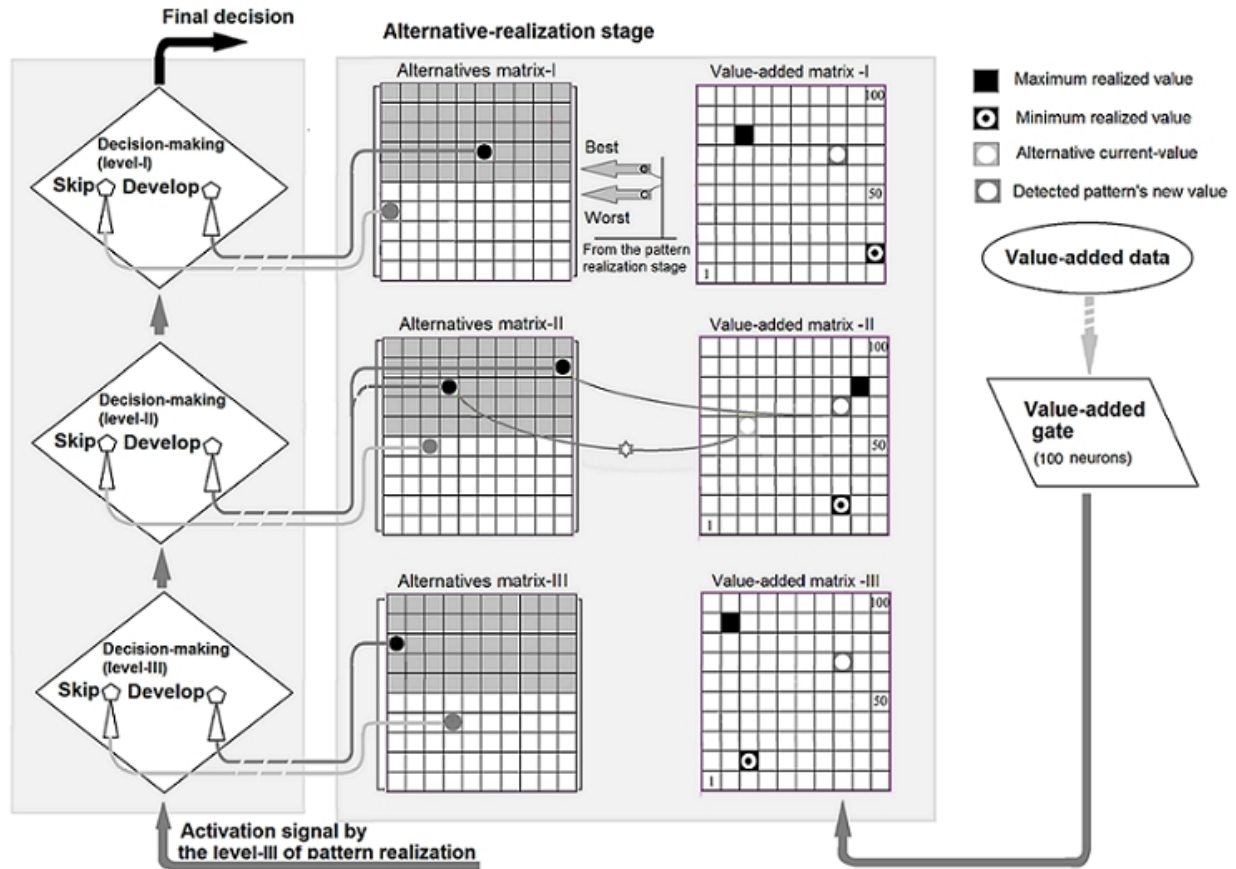 Final decision
Alternative-realization stage
Alternatives matrix-I
Value-added matrix -I
100
50
1
Decision-making
(level-I)
Skip
Develop
Best
Worst
From the pattern
realization stage
Maximum realized value
Minimum realized value
Alternative current-value
Detected pattern's new value
Value-added data
Value-added
gate
(100 neurons)
Alternatives matrix-II
Value-added matrix -II
100
50
1
Decision-making
(level-II)
Skip
Develop
Alternatives matrix-III
Value-added matrix -III
100
50
1
Decision-making
(level-III)
Skip
Develop
Activation signal by
the level-III of pattern realization